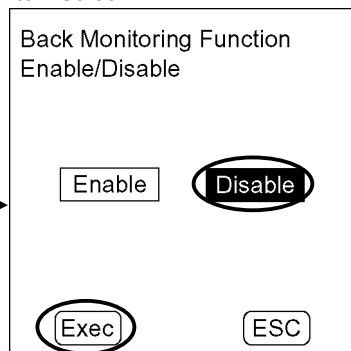 Back Monitoring Function
Enable/Disable
Enable Disable
Exec ESC